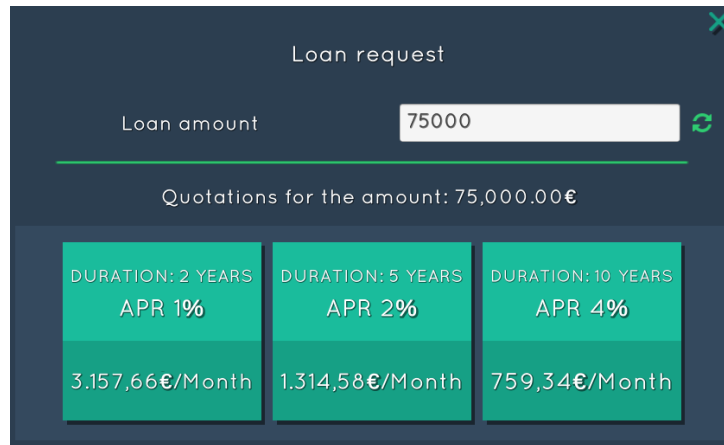 Loan request
Loan amount
75000
Quotations for the amount: 75,000.00€
DURATION: 2 YEARS
APR 1%
3.157,66€/Month
DURATION: 5 YEARS
APR 2%
1.314,58€/Month
DURATION: 10 YEARS
APR 4%
759,34€/Month